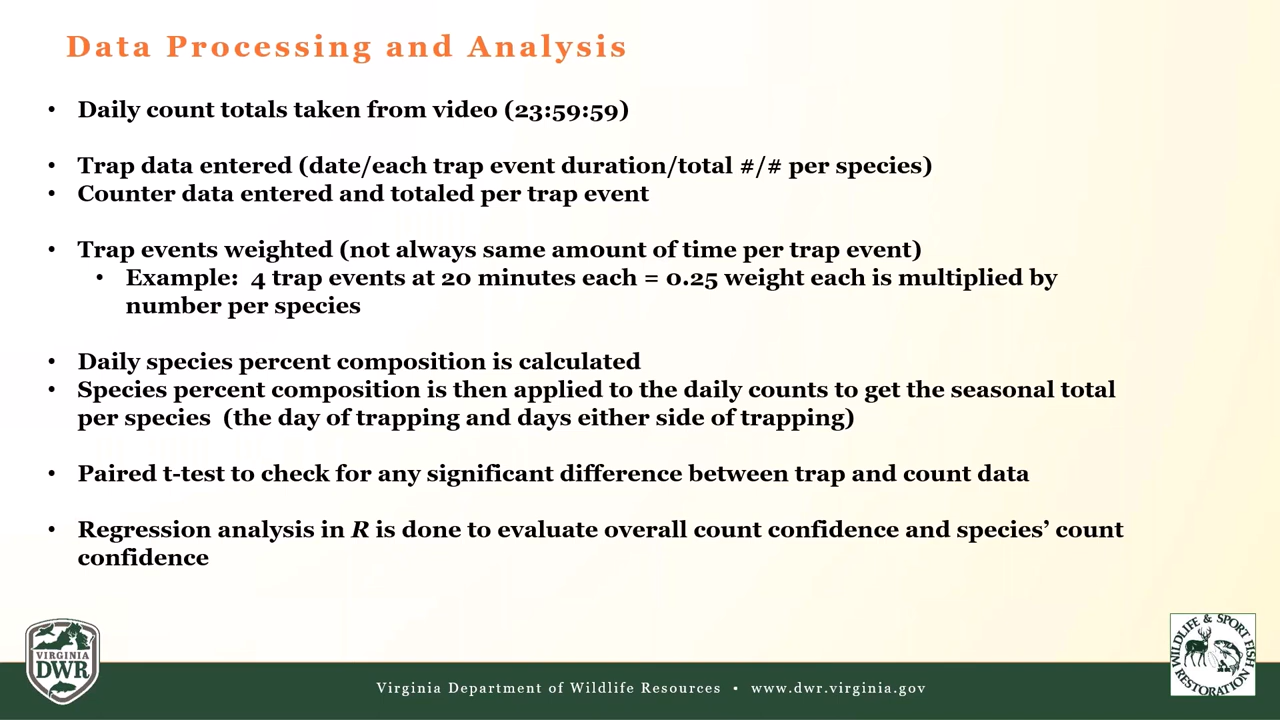 Data Processing and Analysis
• Daily count totals taken from video (23:59:59)
• Trap data entered (date/each trap event duration/total #/# per species)
• Counter data entered and totaled per trap event
• Trap events weighted (not always same amount of time per trap event)
• Example:  4 trap events at 20 minutes each = 0.25 weight each is multiplied by
number per species
• Daily species percent composition is calculated
• Species percent composition is then applied to the daily counts to get the seasonal total
per species  (the day of trapping and days either side of trapping)
• Paired t-test to check for any significant difference between trap and count data
• Regression analysis in R is done to evaluate overall count confidence and species’ count
confidence
VIRGINIA
DWR
WILDLIFE & SPORT FISH
RESTORATION
Virginia Department of Wildlife Resources • www.dwr.virginia.gov